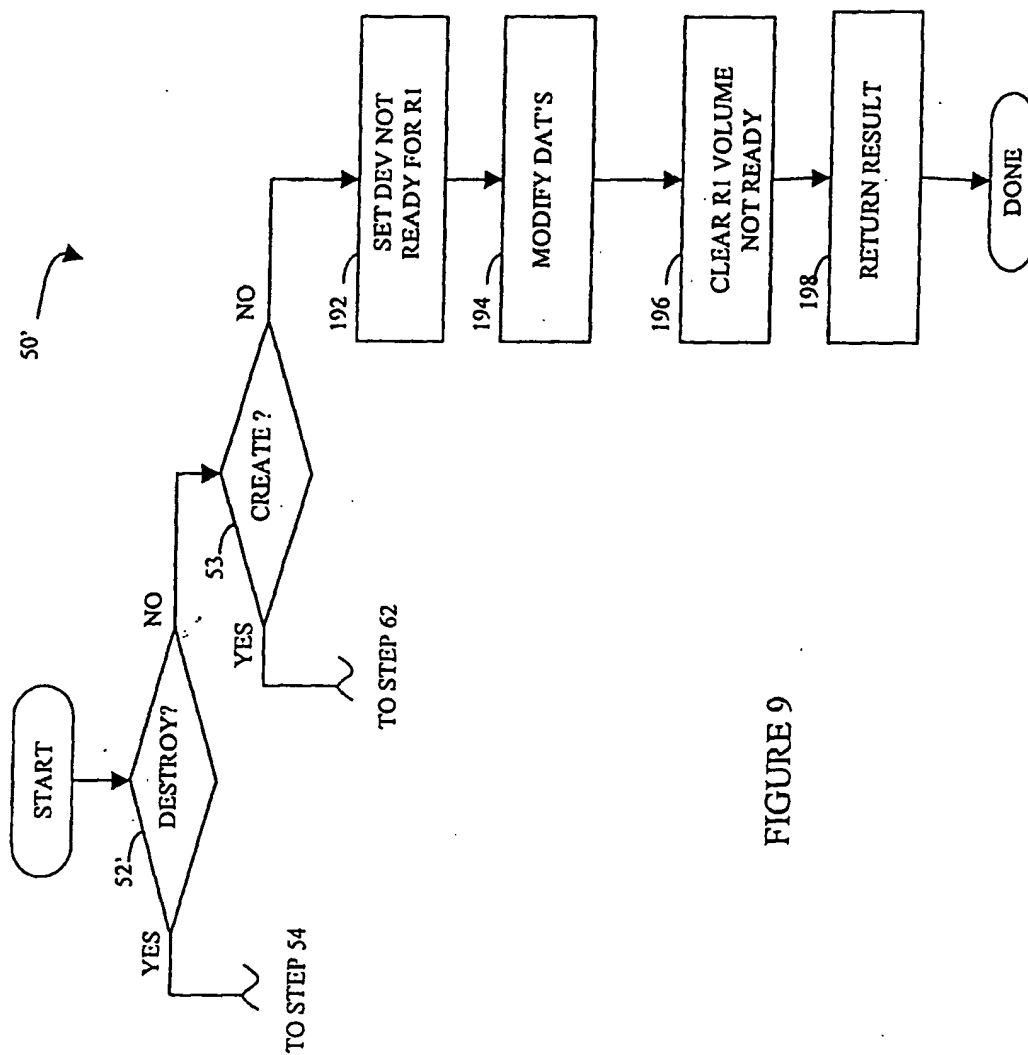 50'
START
52'
DESTROY?
YES
NO
TO STEP 54
53
CREATE ?
YES
NO
TO STEP 62
192
SET DEV NOT
READY FOR R1
194
MODIFY DAT'S
196
CLEAR R1 VOLUME
NOT READY
198
RETURN RESULT
DONE
FIGURE 9